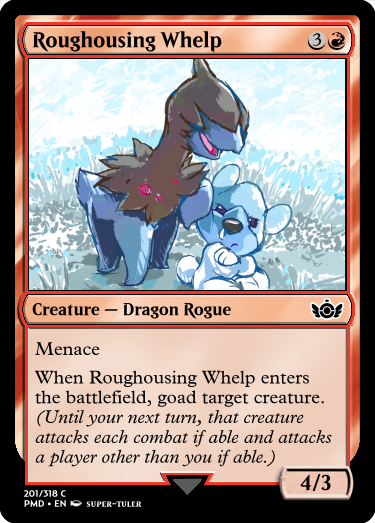 Roughousing Whelp 3
Creature — Dragon Rogue
Menace
When Roughousing Whelp enters
the battlefield, goad target creature.
(Until your next turn, that creature
attacks each combat if able and attacks
a player other than you if able.)
4/3
201/318 C
PMD • EN SUPER-TULER